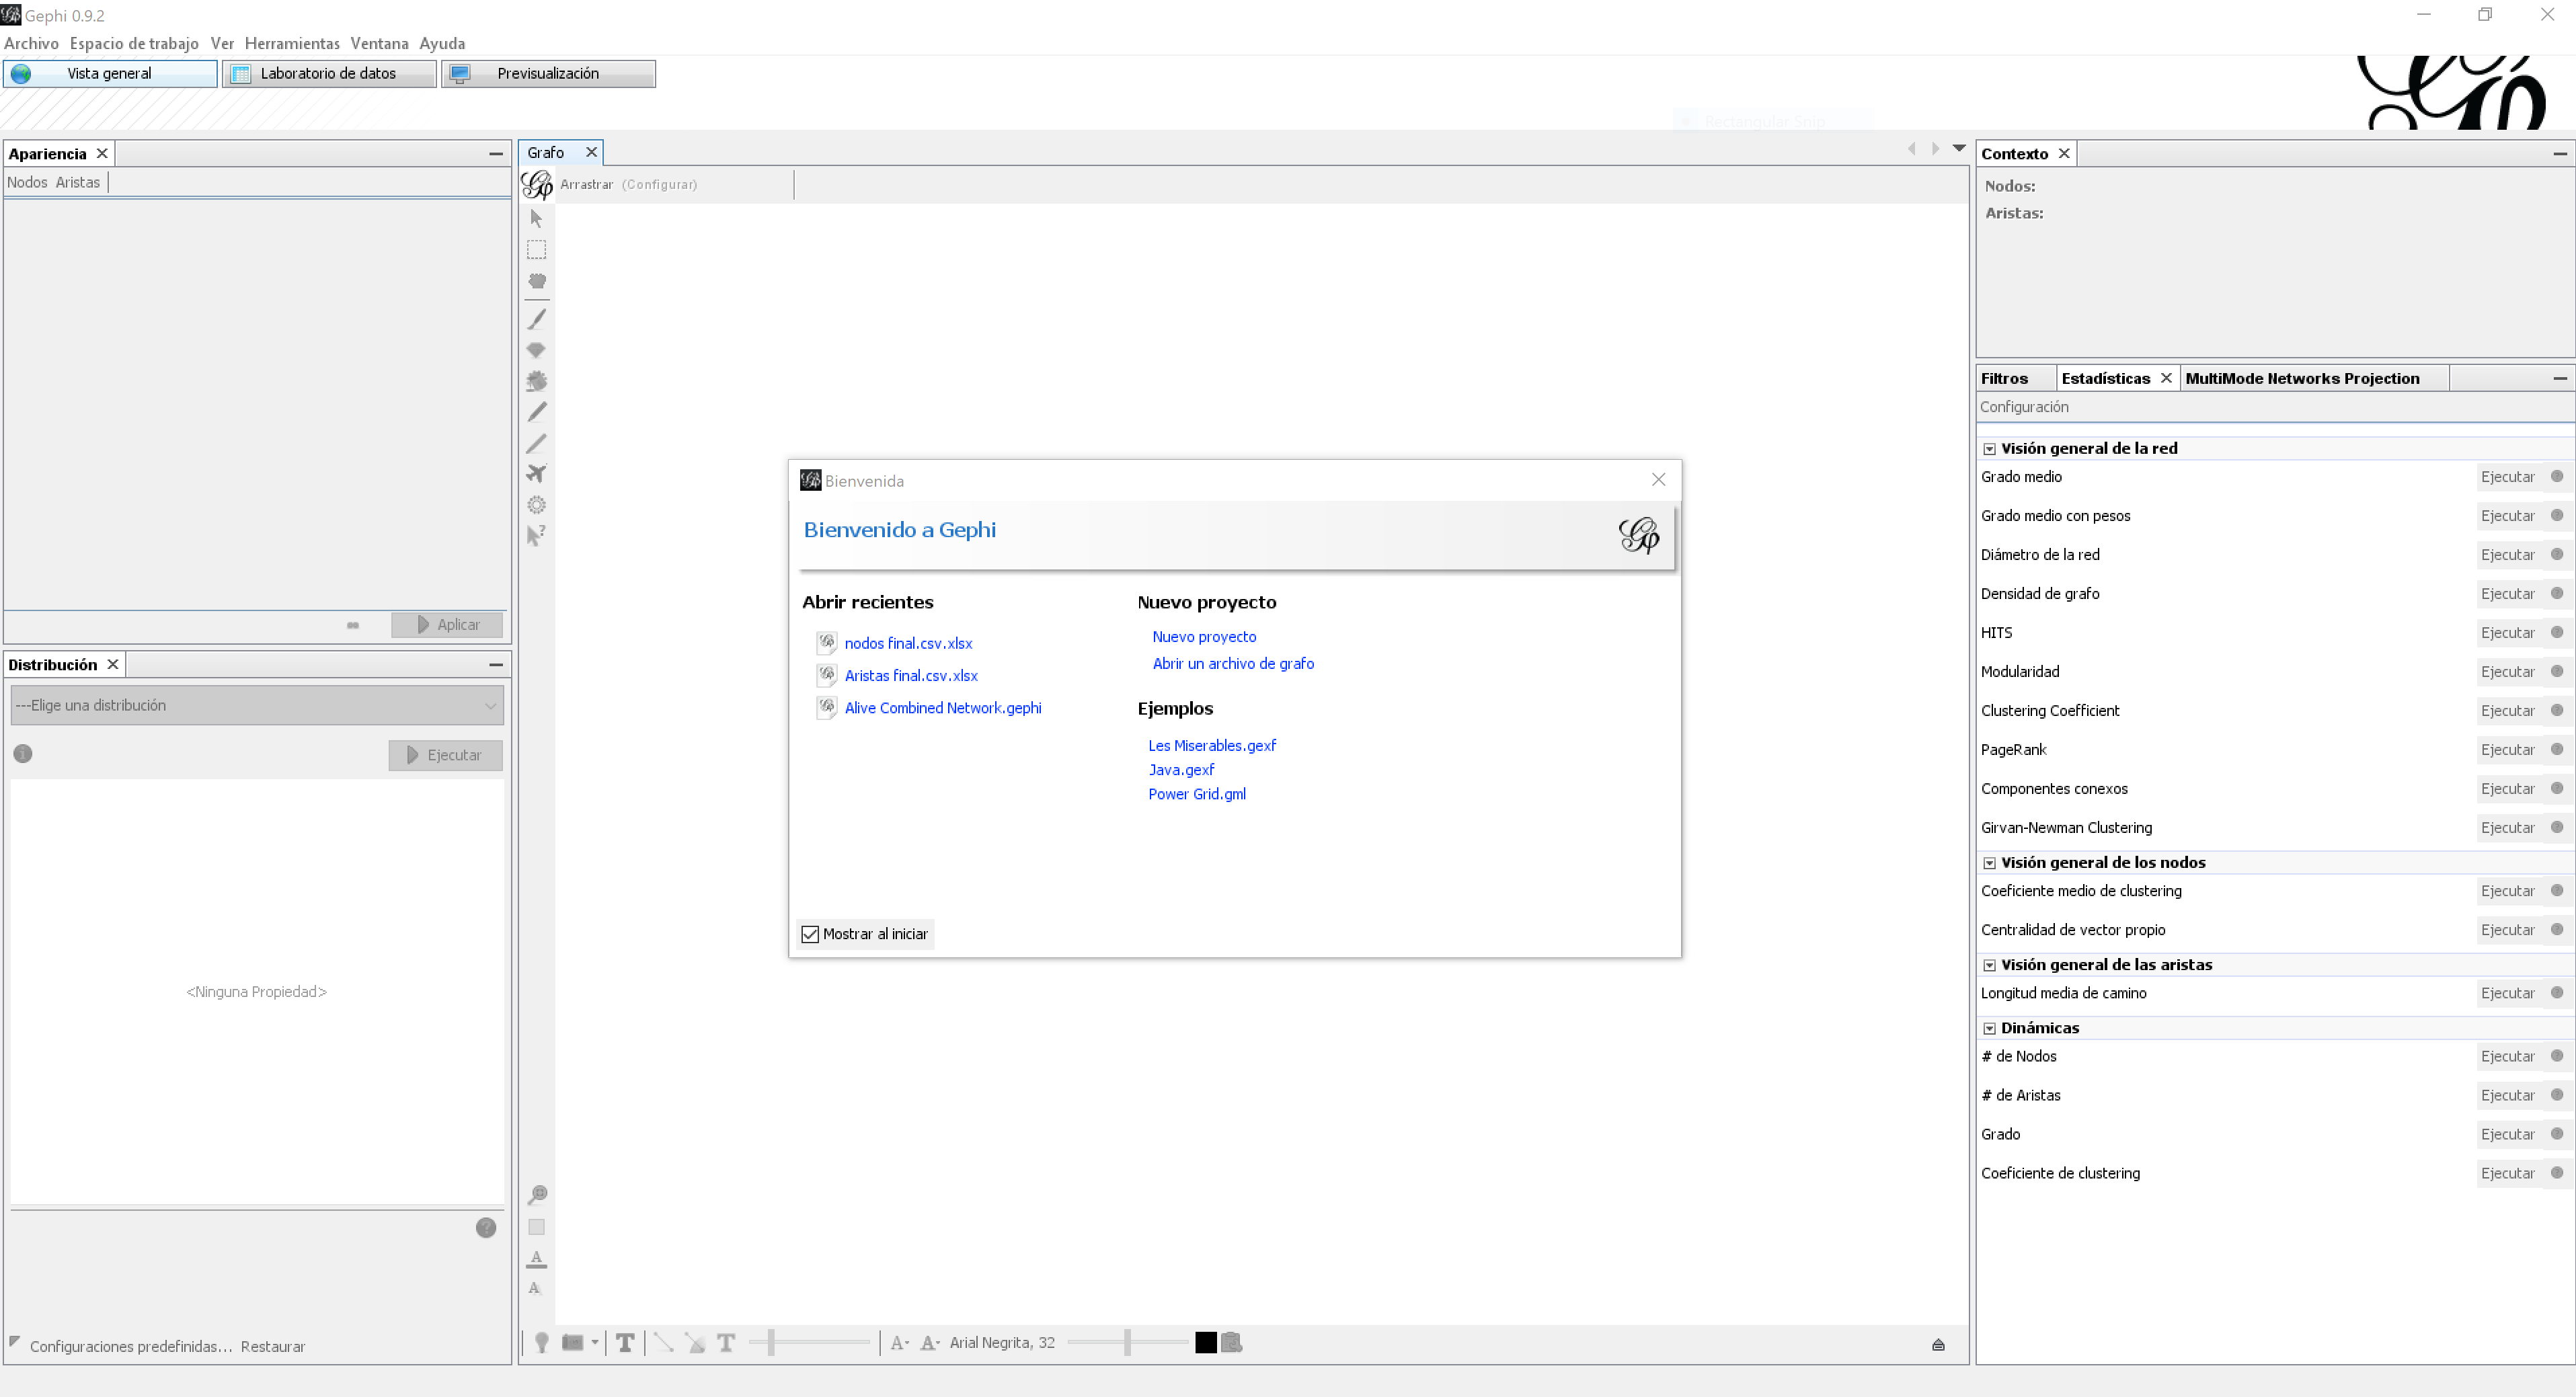 Gephi 0.9.2
Archivo Espacio de trabajo Ver Herramientas Ventana Ayuda
Vista general Laboratorio de datos Previsualización
Rectangular Snip
Apariencia
Nodos Aristas
Aplicar
Distribución
---Elige una distribución
Ejecutar
<Ninguna Propiedad>
Configuraciones predefinidas... Restaurar
Grafo
Arrastrar (Configurar)
Bienvenida
Bienvenido a Gephi
Abrir recientes
nodos final.csv.xlsx
Aristas final.csv.xlsx
Alive Combined Network.gephi
Nuevo proyecto
Nuevo proyecto
Abrir un archivo de grafo
Ejemplos
Les Miserables.gexf
Java.gexf
Power Grid.gml
Mostrar al iniciar
Arial Negrita, 32
Contexto
Nodos:
Aristas:
Filtros Estadísticas MultiMode Networks Projection
Configuración
Visión general de la red
Grado medio Ejecutar
Grado medio con pesos Ejecutar
Diámetro de la red Ejecutar
Densidad de grafo Ejecutar
HITS Ejecutar
Modularidad Ejecutar
Clustering Coefficient Ejecutar
PageRank Ejecutar
Componentes conexos Ejecutar
Girvan-Newman Clustering Ejecutar
Visión general de los nodos
Coeficiente medio de clustering Ejecutar
Centralidad de vector propio Ejecutar
Visión general de las aristas
Longitud media de camino Ejecutar
Dinámicas
# de Nodos Ejecutar
# de Aristas Ejecutar
Grado Ejecutar
Coeficiente de clustering Ejecutar